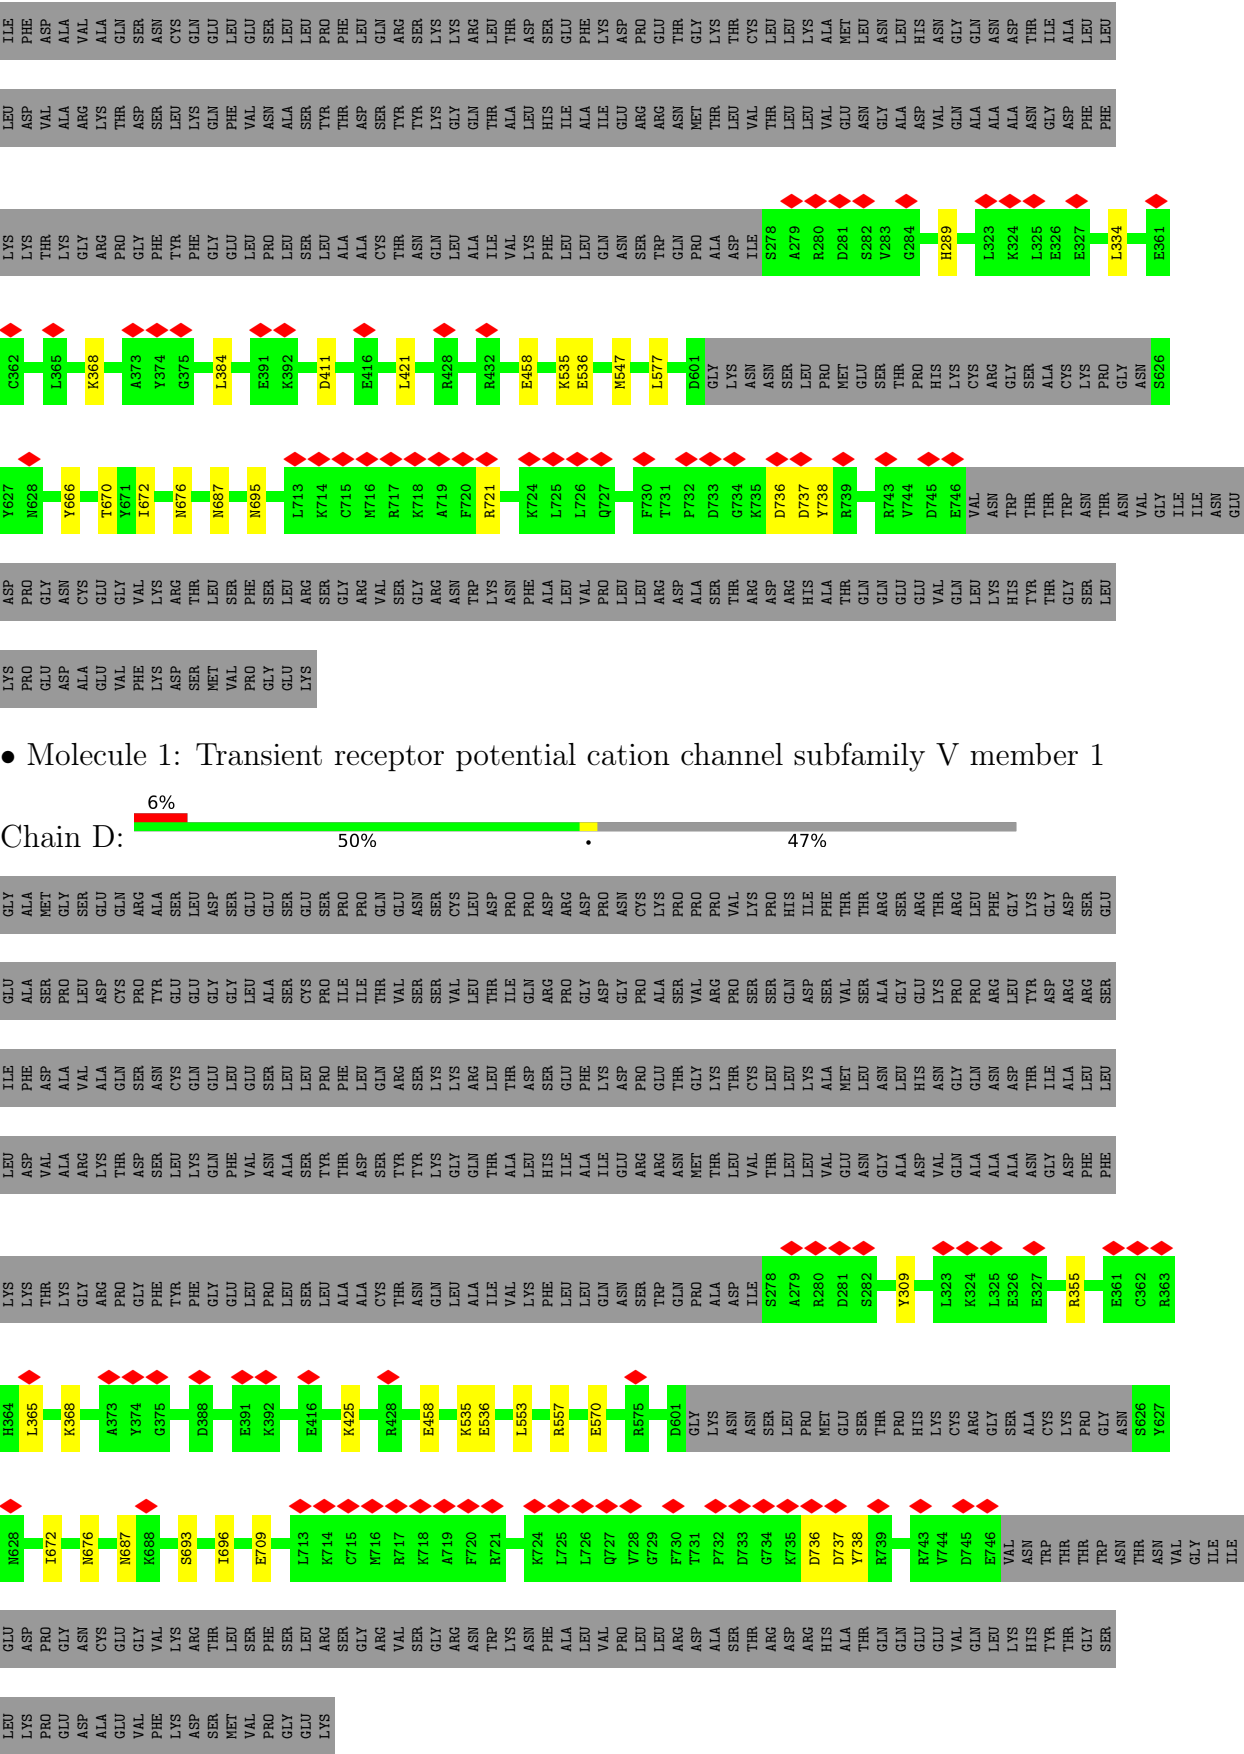 ILE PHE ASP ALA VAL ALA GLN SER ASN CYS GLN GLU LEU GLU SER LEU LEU PRO PHE LEU GLN ARG SER LYS LYS ARG LEU THR ASP SER GLU PHE LYS ASP PRO GLU THR GLY LYS THR CYS LEU LEU LYS ALA MET LEU ASN LEU HIS ASN GLY GLN ASN ASP THR ILE ALA LEU LEU
LEU ASP VAL ALA ARG LYS THR ASP SER LEU LYS GLN PHE VAL ASN ALA SER TYR THR ASP SER TYR TYR LYS GLY GLN THR ALA LEU HIS ILE ALA ILE GLU ARG ARG ASN MET THR LEU VAL THR LEU LEU VAL GLU ASN GLY ALA ASP VAL GLN ALA ALA ALA ASN GLY ASP PHE PHE
LYS LYS THR LYS GLY ARG PRO GLY PHE TYR PHE GLY GLU LEU PRO LEU SER LEU ALA ALA CYS THR ASN GLN LEU ALA ILE VAL LYS PHE LEU LEU GLN ASN SER TRP GLN PRO ALA ASP ILE S278 A279 R280 D281 S282 V283 G284 H289 L323 K324 L325 E326 E327 L334 E361
C362 L365 K368 A373 Y374 G375 L384 E391 K392 D411 E416 L421 R428 R432 E458 K535 E536 M547 L577 D601 GLY LYS ASN ASN SER LEU PRO MET GLU SER THR PRO HIS LYS CYS ARG GLY SER ALA CYS LYS PRO GLY ASN S626
Y627 N628 Y666 T670 Y671 I672 N676 N687 N695 L713 K714 C715 M716 R717 K718 A719 F720 R721 K724 L725 L726 Q727 F730 T731 P732 D733 G734 K735 D736 D737 Y738 R739 R743 V744 D745 E746 VAL ASN TRP THR THR TRP ASN THR ASN VAL GLY ILE ILE ASN GLU
ASP PRO GLY ASN CYS GLU GLY VAL LYS ARG THR LEU SER PHE SER LEU ARG SER GLY ARG VAL SER GLY ARG ASN TRP LYS ASN PHE ALA LEU VAL PRO LEU LEU ARG ASP ALA SER THR ARG ASP ARG HIS ALA THR GLN GLN GLU GLU VAL GLN LEU LYS HIS TYR THR GLY SER LEU
LYS PRO GLU ASP ALA GLU VAL PHE LYS ASP SER MET VAL PRO GLY GLU LYS
• Molecule 1: Transient receptor potential cation channel subfamily V member 1
6%
Chain D: 50% • 47%
GLY ALA MET GLY SER GLU GLN ARG ALA SER LEU ASP SER GLU GLU SER GLU SER PRO PRO GLN GLU ASN SER CYS LEU ASP PRO PRO ASP ARG ASP PRO ASN CYS LYS PRO PRO PRO VAL LYS PRO HIS ILE PHE THR THR ARG SER ARG THR ARG LEU PHE GLY LYS GLY ASP SER GLU
GLU ALA SER PRO LEU ASP CYS PRO TYR GLU GLU GLY GLY LEU ALA SER CYS PRO ILE ILE THR VAL SER SER VAL LEU THR ILE GLN ARG PRO GLY ASP GLY PRO ALA SER VAL ARG PRO SER SER GLN ASP SER VAL SER ALA GLY GLU LYS PRO PRO ARG LEU TYR ASP ARG ARG SER
ILE PHE ASP ALA VAL ALA GLN SER ASN CYS GLN GLU LEU GLU SER LEU LEU PRO PHE LEU GLN ARG SER LYS LYS ARG LEU THR ASP SER GLU PHE LYS ASP PRO GLU THR GLY LYS THR CYS LEU LEU LYS ALA MET LEU ASN LEU HIS ASN GLY GLN ASN ASP THR ILE ALA LEU LEU
LEU ASP VAL ALA ARG LYS THR ASP SER LEU LYS GLN PHE VAL ASN ALA SER TYR THR ASP SER TYR TYR LYS GLY GLN THR ALA LEU HIS ILE ALA ILE GLU ARG ARG ASN MET THR LEU VAL THR LEU LEU VAL GLU ASN GLY ALA ASP VAL GLN ALA ALA ALA ASN GLY ASP PHE PHE
LYS LYS THR LYS GLY ARG PRO GLY PHE TYR PHE GLY GLU LEU PRO LEU SER LEU ALA ALA CYS THR ASN GLN LEU ALA ILE VAL LYS PHE LEU LEU GLN ASN SER TRP GLN PRO ALA ASP ILE S278 A279 R280 D281 S282 Y309 L323 K324 L325 E326 E327 R355 E361 C362 R363
H364 L365 K368 A373 Y374 G375 D388 E391 K392 E416 K425 R428 E458 K535 E536 L553 R557 E570 R575 D601 GLY LYS ASN ASN SER LEU PRO MET GLU SER THR PRO HIS LYS CYS ARG GLY SER ALA CYS LYS PRO GLY ASN S626 Y627
N628 I672 N676 N687 K688 S693 I696 E709 L713 K714 C715 M716 R717 K718 A719 F720 R721 K724 L725 L726 Q727 V728 G729 F730 T731 P732 D733 G734 K735 D736 D737 Y738 R739 R743 V744 D745 E746 VAL ASN TRP THR THR TRP ASN THR ASN VAL GLY ILE ILE
GLU ASP PRO GLY ASN CYS GLU GLY VAL LYS ARG THR LEU SER PHE SER LEU ARG SER GLY ARG VAL SER GLY ARG ASN TRP LYS ASN PHE ALA LEU VAL PRO LEU LEU ARG ASP ALA SER THR ARG ASP ARG HIS ALA THR GLN GLN GLU GLU VAL GLN LEU LYS HIS TYR THR GLY SER
LEU LYS PRO GLU ASP ALA GLU VAL PHE LYS ASP SER MET VAL PRO GLY GLU LYS